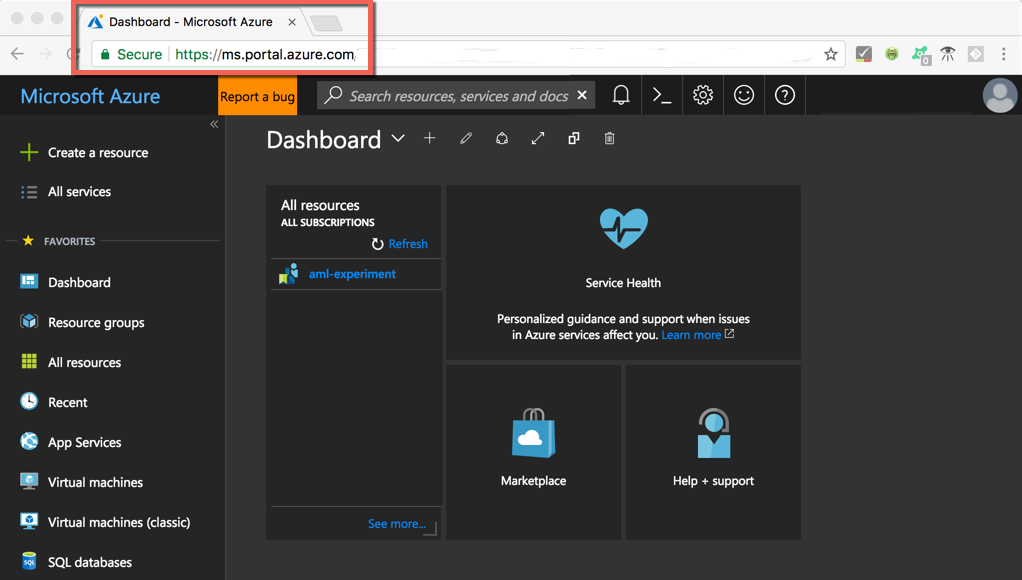 Dashboard - Microsoft Azure
Secure
https://ms.portal.azure.com
0
Microsoft Azure
Report a bug
Search resources, services and docs
Dashboard
Create a resource
All services
FAVORITES
Dashboard
Resource groups
All resources
Recent
App Services
Virtual machines
Virtual machines (classic)
SQL
SQL databases
All resources
ALL SUBSCRIPTIONS
Refresh
aml-experiment
See more...
Service Health
Personalized guidance and support when issues
in Azure services affect you. Learn more
Marketplace
Help + support